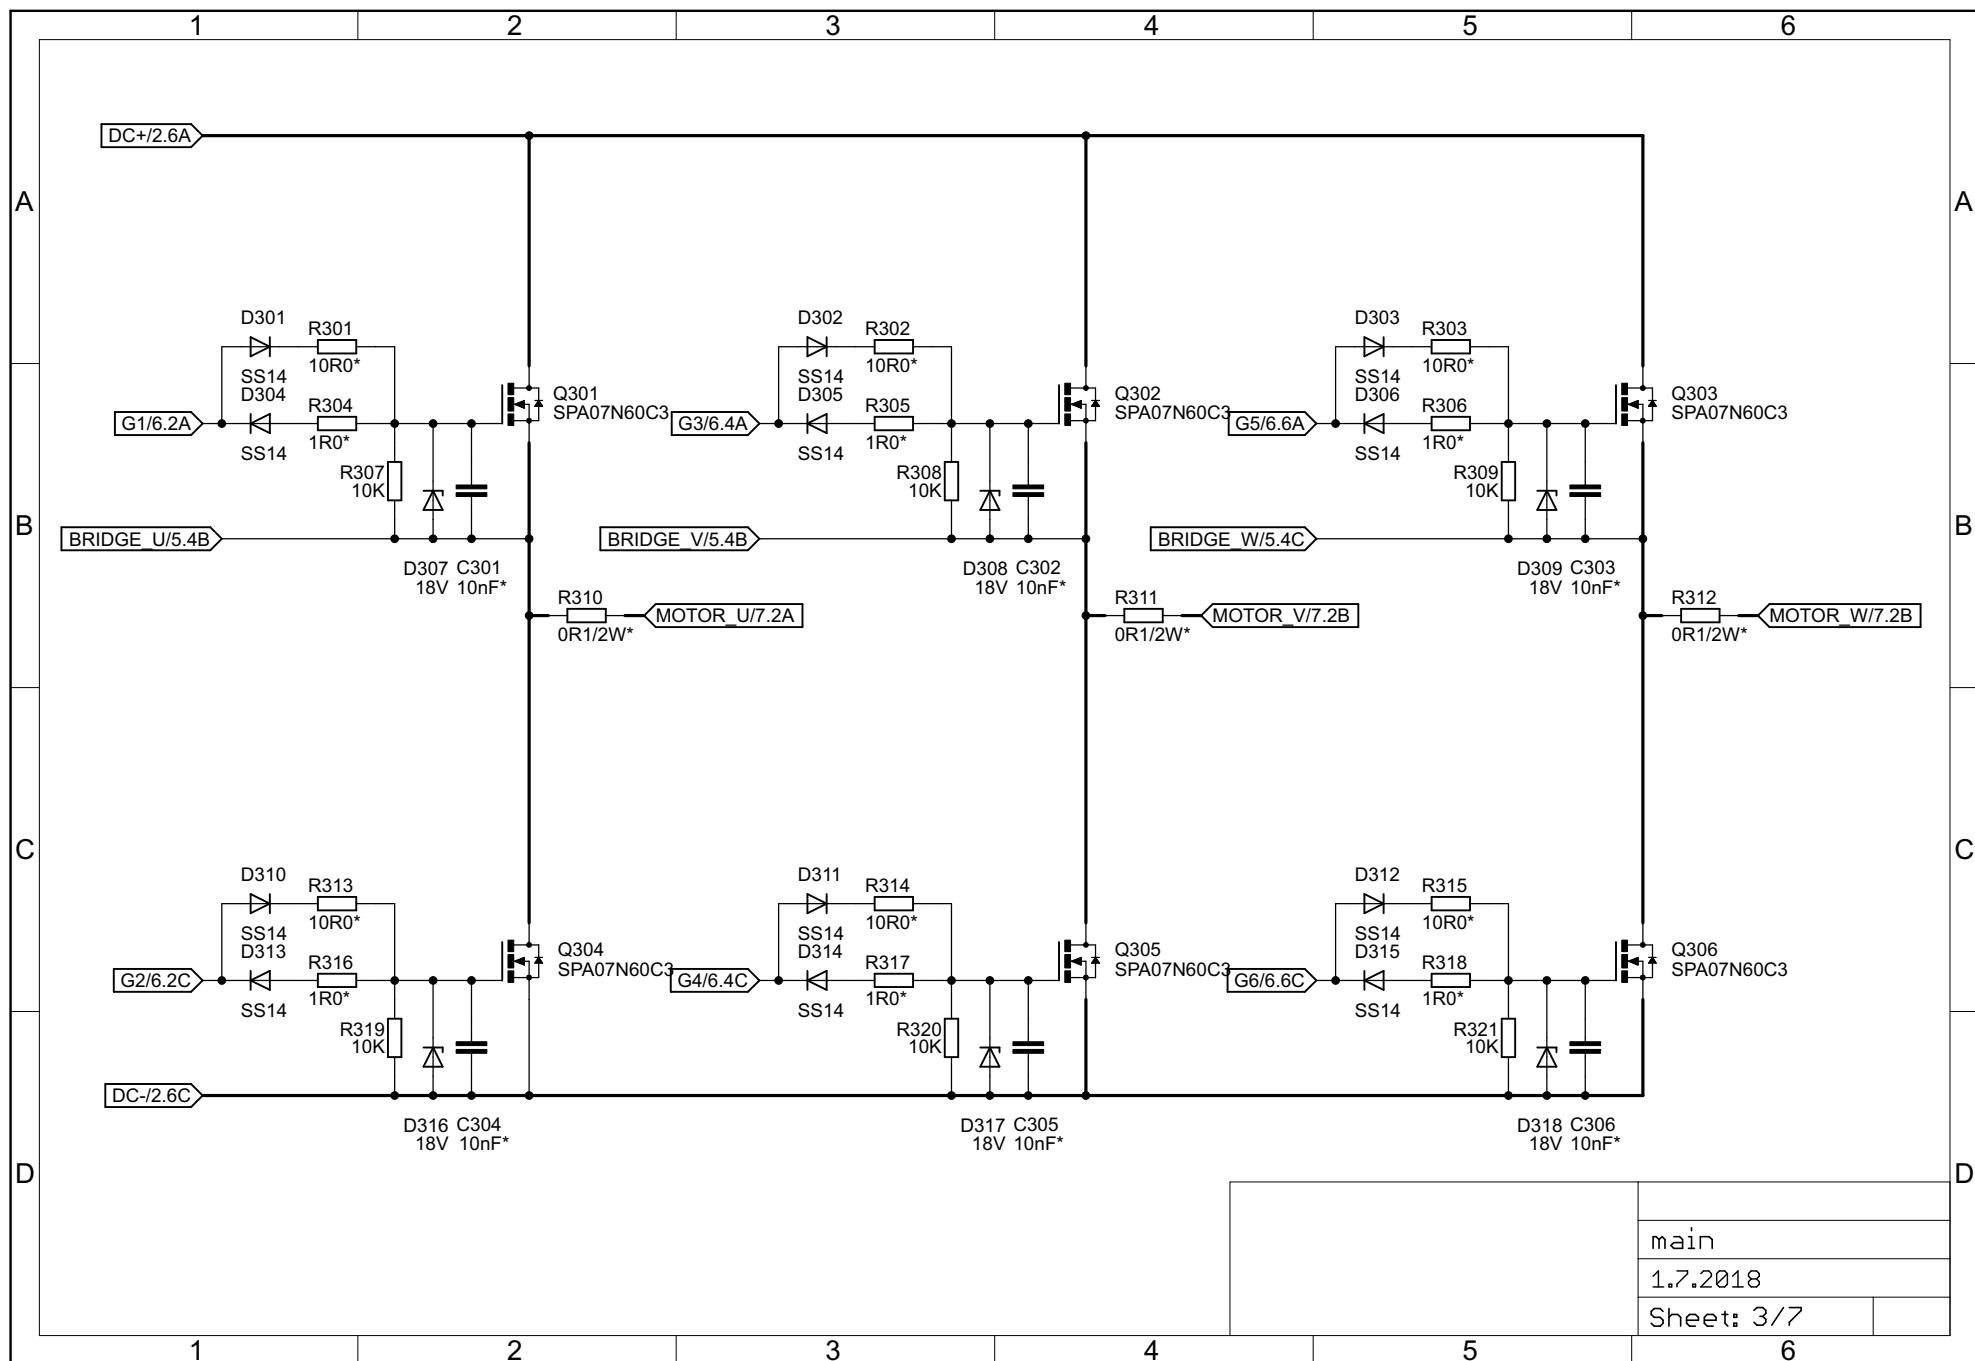 1 2 3 4 5 6
DC+/2.6A
A A
D301 D302 D303
R301 R302 R303
10R0* 10R0* 10R0*
SS14 SS14 SS14
D304 D305 D306
Q301 Q302 Q303
SPA07N60C3 SPA07N60C3 SPA07N60C3
R304 R305 R306
G1/6.2A G3/6.4A G5/6.6A
1R0* 1R0* 1R0*
SS14 SS14 SS14
R307 R308 R309
10K 10K 10K
B B
BRIDGE_U/5.4B BRIDGE_V/5.4B BRIDGE_W/5.4C
D307 C301 D308 C302 D309 C303
18V 10nF* 18V 10nF* 18V 10nF*
R310 R311 R312
MOTOR_U/7.2A MOTOR_V/7.2B MOTOR_W/7.2B
0R1/2W* 0R1/2W* 0R1/2W*
C C
D310 D311 D312
R313 R314 R315
10R0* 10R0* 10R0*
SS14 SS14 SS14
D313 D314 D315
Q304 Q305 Q306
SPA07N60C3 SPA07N60C3 SPA07N60C3
R316 R317 R318
G2/6.2C G4/6.4C G6/6.6C
1R0* 1R0* 1R0*
SS14 SS14 SS14
R319 R320 R321
10K 10K 10K
DC-/2.6C
D316 C304 D317 C305 D318 C306
18V 10nF* 18V 10nF* 18V 10nF*
D D
main
1.7.2018
Sheet: 3/7
1 2 3 4 5 6